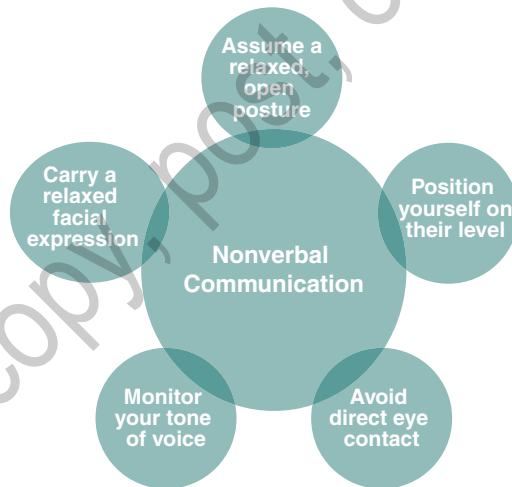 Assume a
relaxed,
open
posture
Carry a
relaxed
facial
expression
Position
yourself on
their level
Nonverbal
Communication
Monitor
your tone
of voice
Avoid
direct eye
contact
copy, post, o